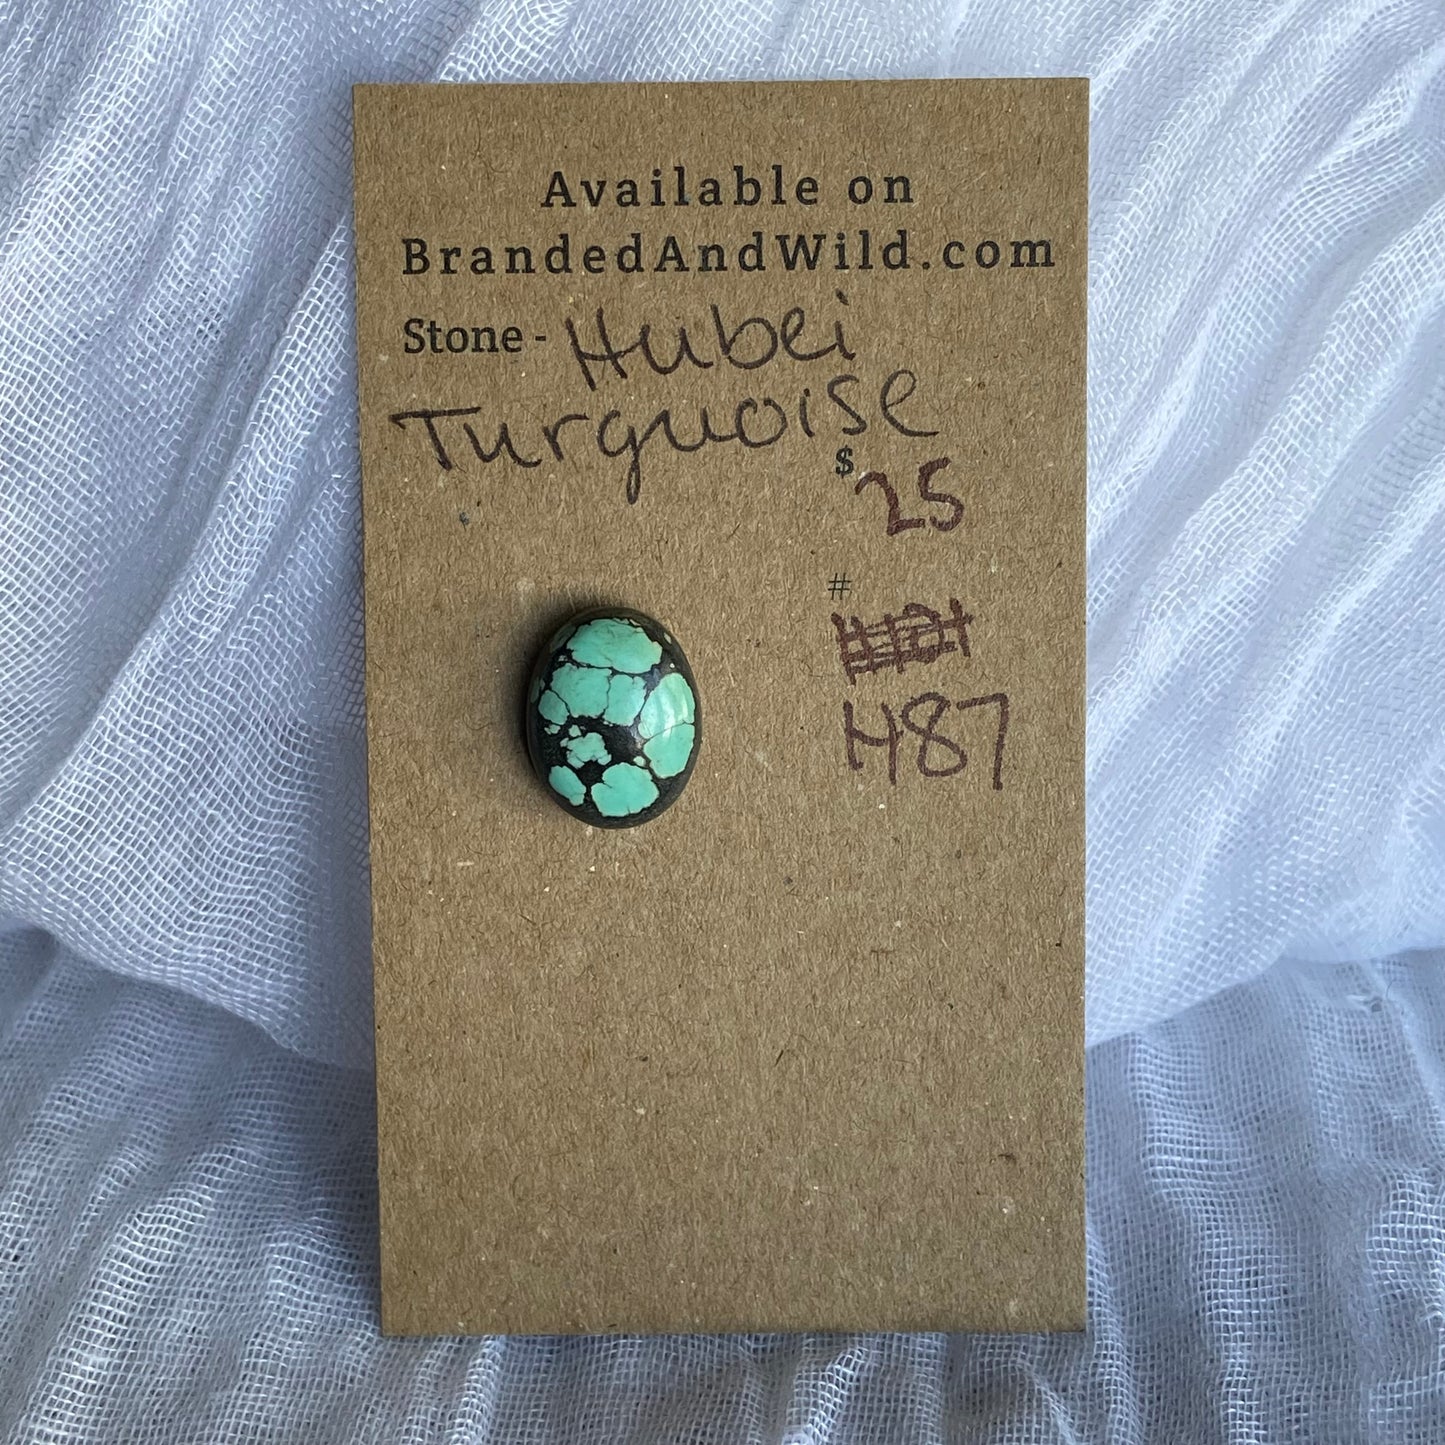 Available on
BrandedAndWild.com
Stone - Hubei
Turquoise
$ 25
#
H87